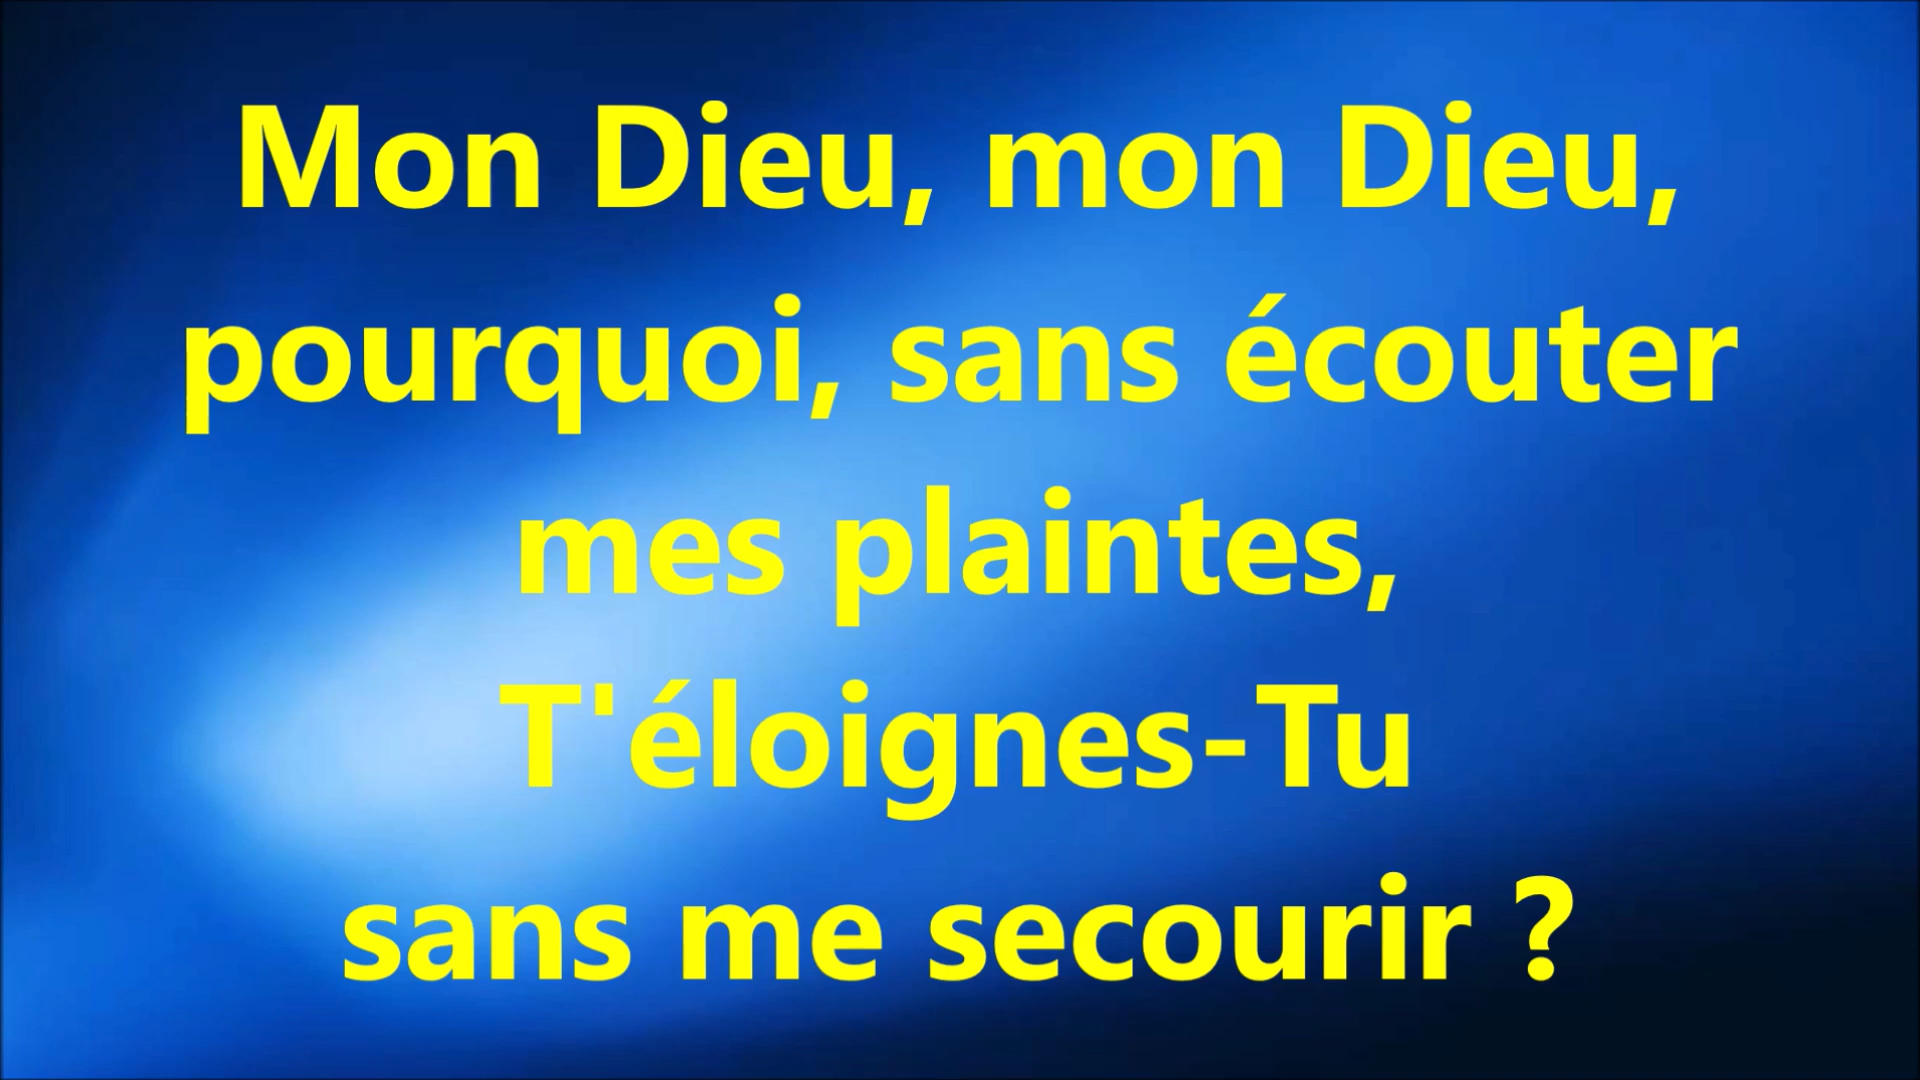 Mon Dieu, mon Dieu,
pourquoi, sans écouter
mes plaintes,
T'éloignes-Tu
sans me secourir ?